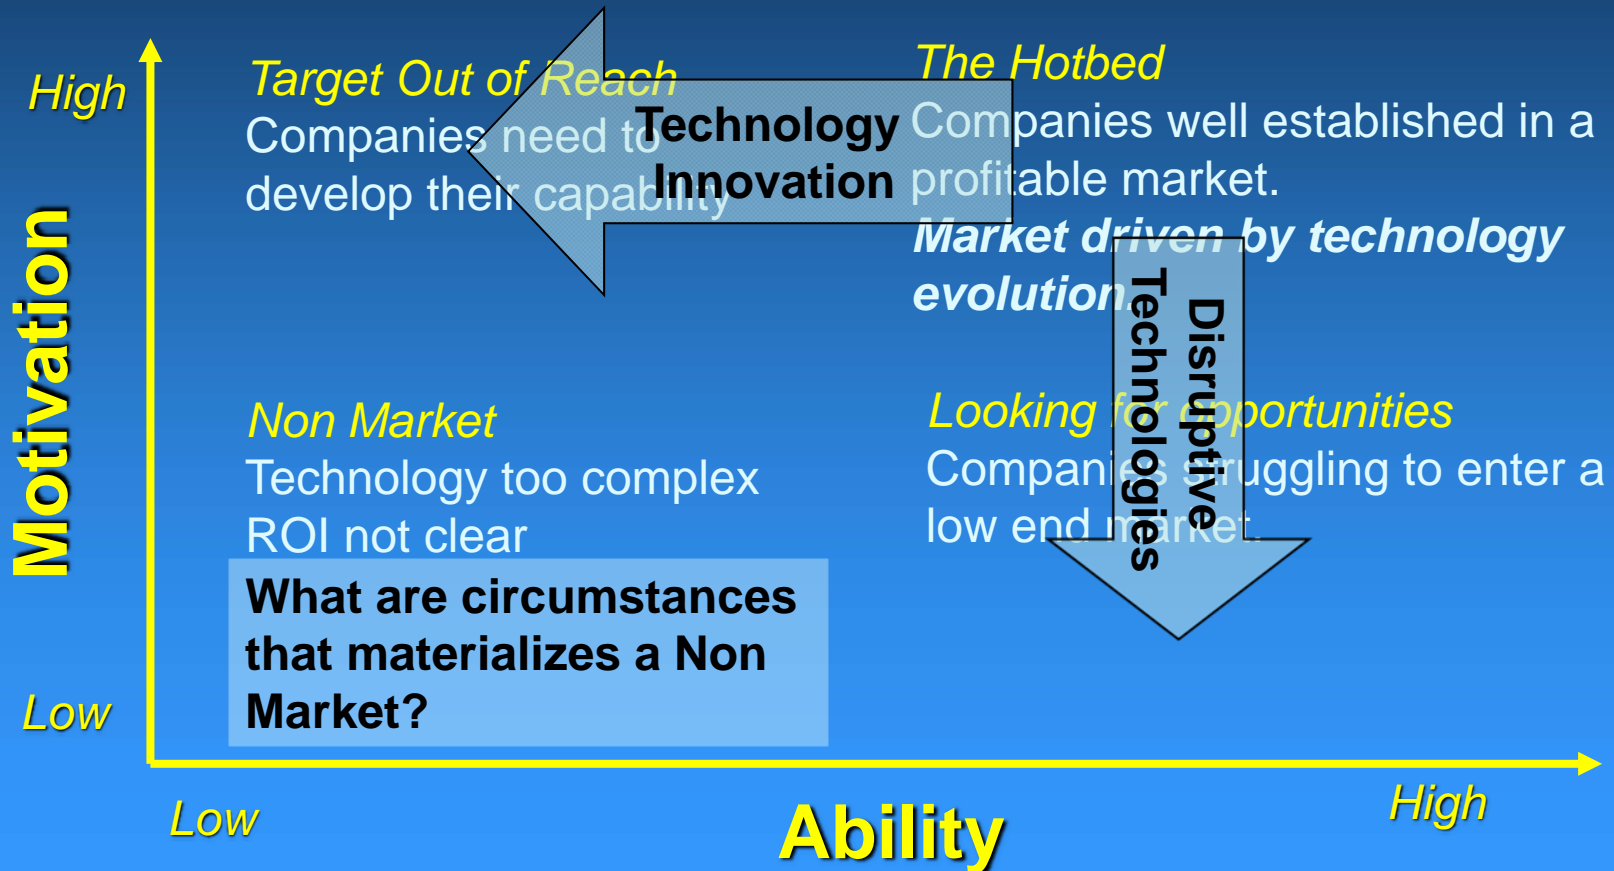 High
Target Out of Reach
Companies need to
develop their capability
Technology
Innovation
The Hotbed
Companies well established in a
profitable market.
Market driven by technology
evolution.
Disruptive
Technologies
Motivation
Non Market
Technology too complex
ROI not clear
What are circumstances
that materializes a Non
Market?
Looking for opportunities
Companies struggling to enter a
low end market.
Low
Low
Ability
High